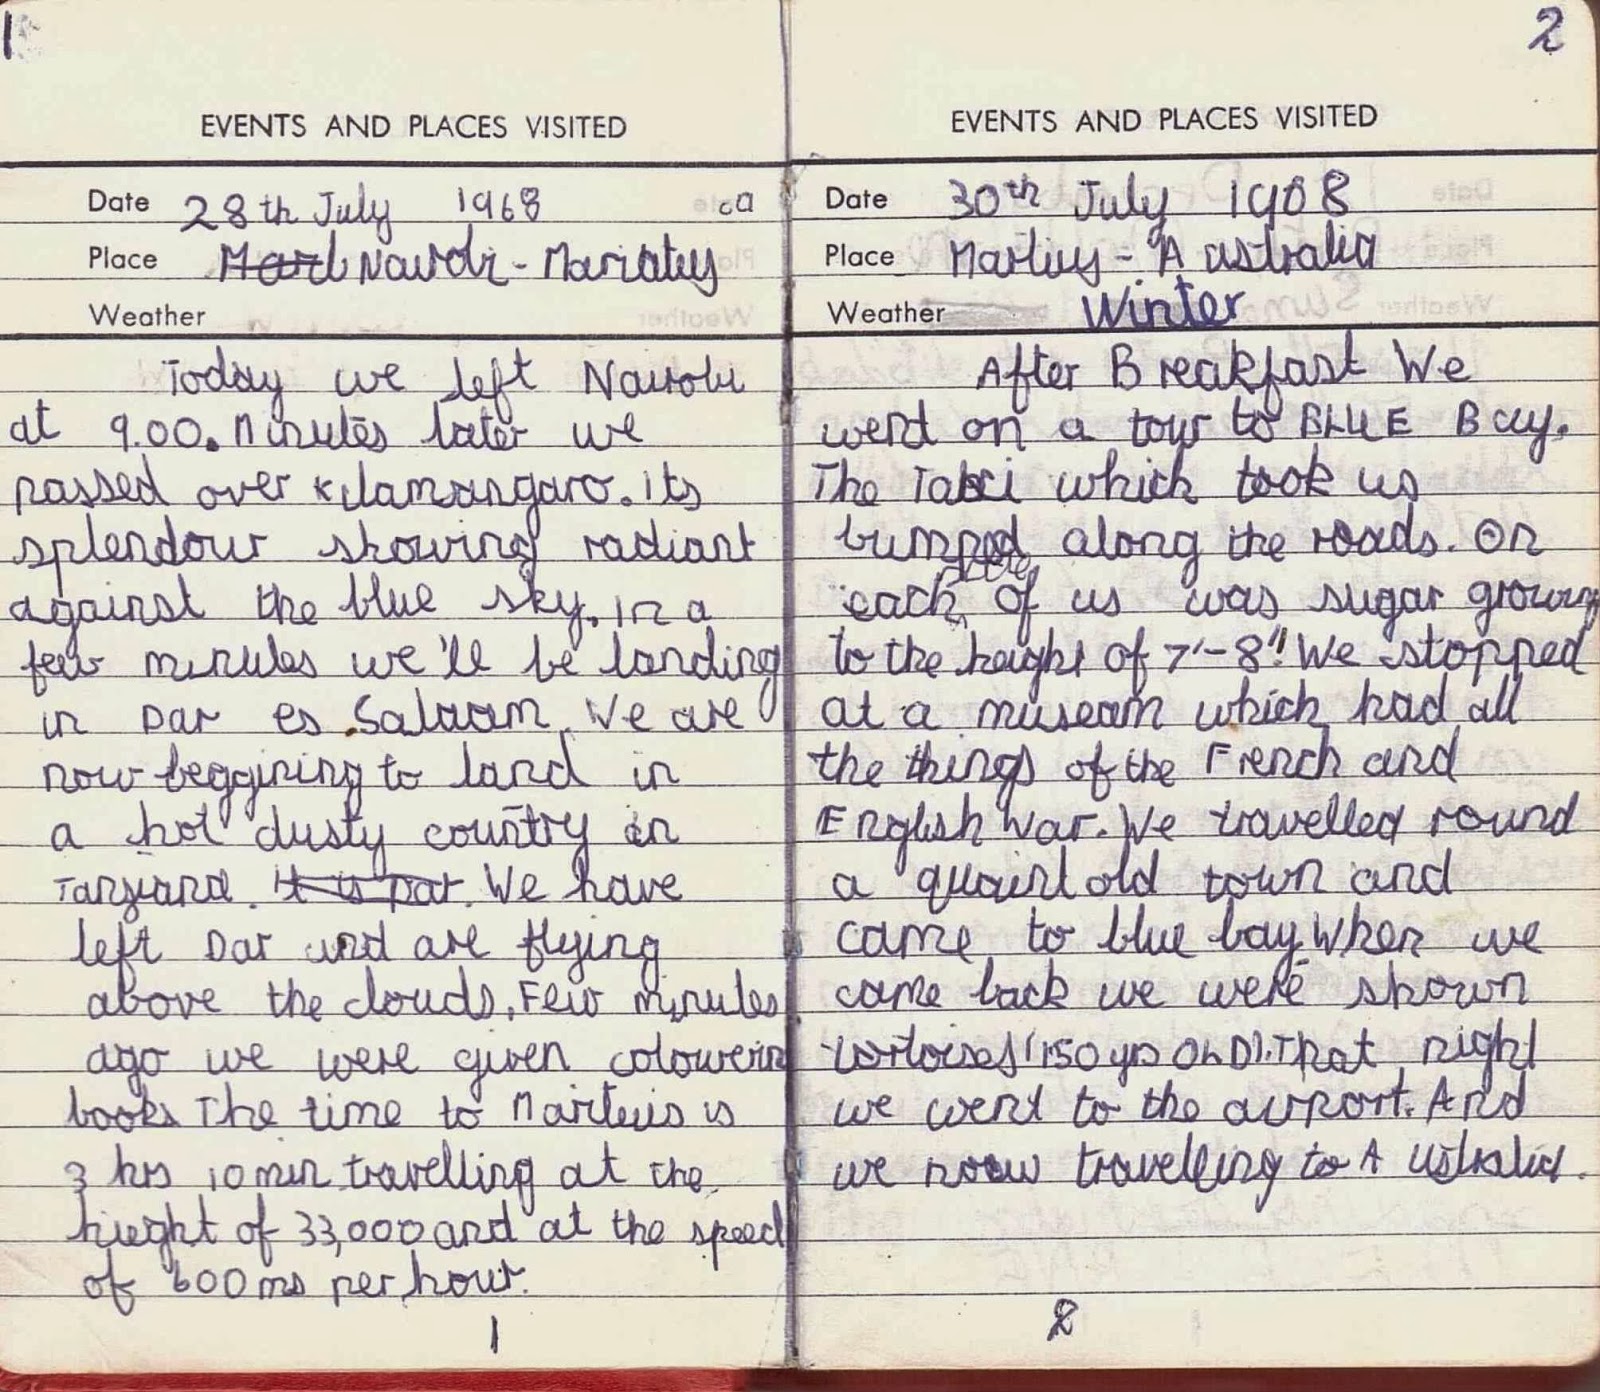 1
EVENTS AND PLACES VISITED
Date 28th July 1968
Place Nairobi - Mariatus
Weather
Today we left Nairobi
at 9.00. Minutes later we
passed over Kilamangaro. Its
splendour showing radiant
against the blue sky. In a
few minutes we'll be landing
in Dar es Salaam. We are
now beggining to land in
a hot dusty country in
. It is Dar. We have
left Dar and are flying
above the clouds. Few minutes
ago we were given colowerin
books The time to is
3 hrs 10 min travelling at the
hieght of 33,000 and at the speed
of 600 ms per hour.
1
2
EVENTS AND PLACES VISITED
Date 30th July 1968
Place - Australia
Weather Winter
After Breakfast We
went on a tour to BLUE Bay.
The Taxi which took us
bumped along the roads. On
each of us was sugar growing
to the height of 7'-8'! We stopped
at a museam which had all
the things of the French and
English War. We travelled round
a quaint old town and
came to blue bay. When we
came back we were shown
tortoises (150 yrs OLD). That night
we went to the airport. And
we now travelling to Australia.
2